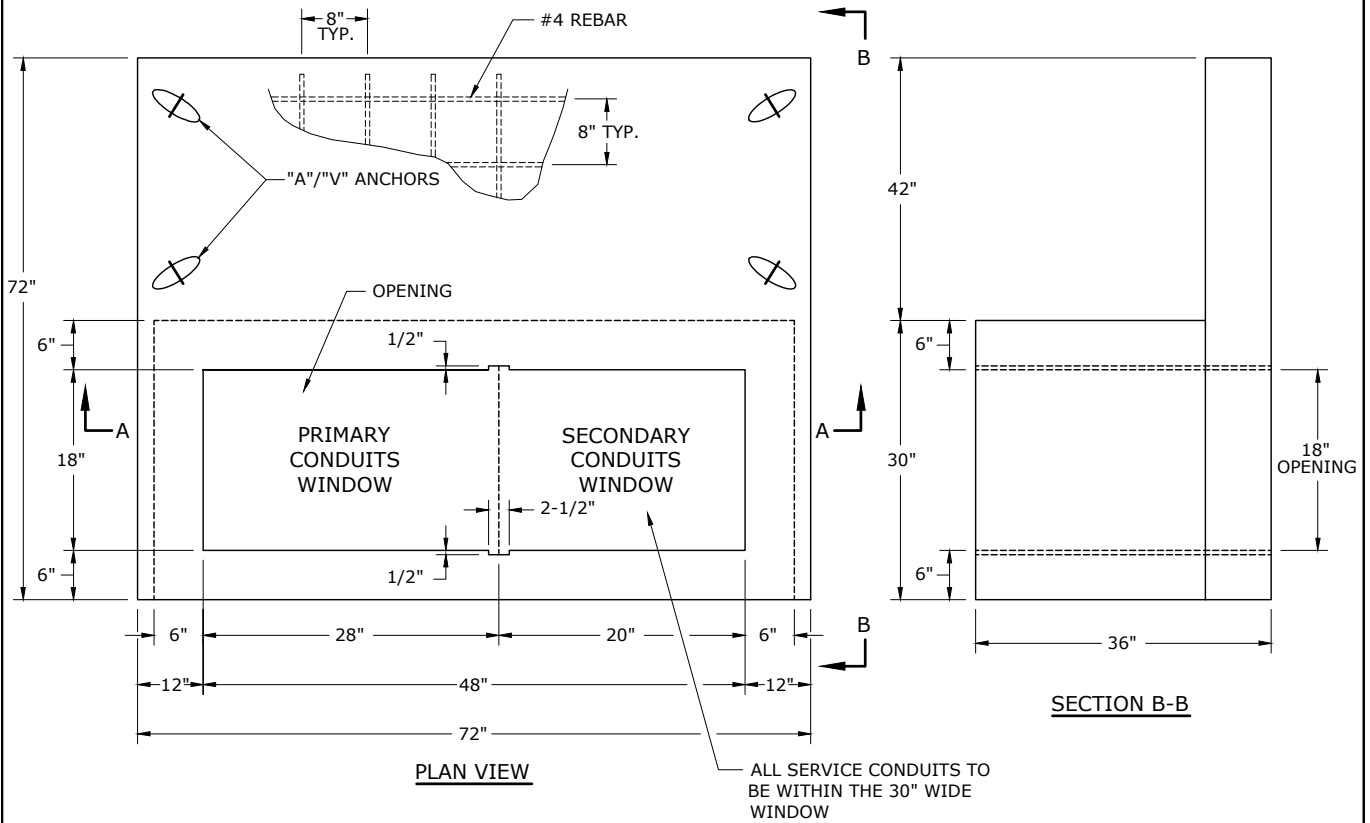 8"
TYP.
#4 REBAR
B
8" TYP.
"A"/"V" ANCHORS
72"
42"
OPENING
6"
1/2"
6"
A
PRIMARY
CONDUITS
WINDOW
SECONDARY
CONDUITS
WINDOW
A
18"
30"
18"
OPENING
2-1/2"
6"
1/2"
6"
6"
28"
20"
6"
B
36"
12"
48"
12"
72"
SECTION B-B
PLAN VIEW
ALL SERVICE CONDUITS TO
BE WITHIN THE 30" WIDE
WINDOW